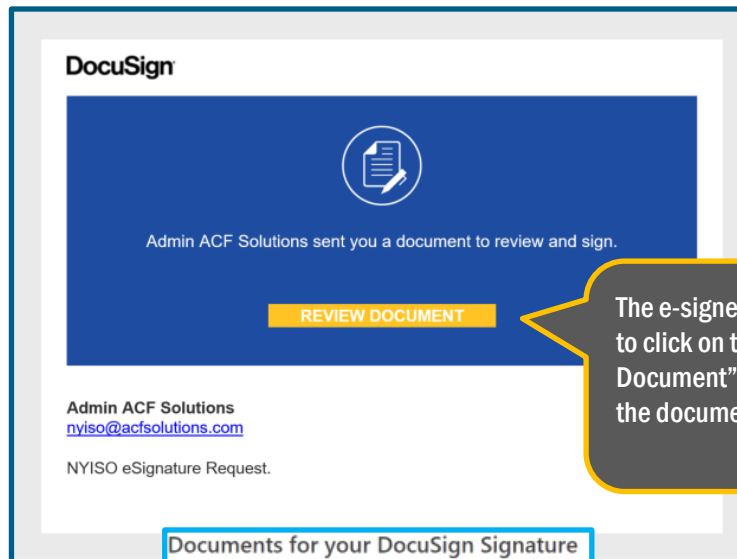 DocuSign
Admin ACF Solutions sent you a document to review and sign.
REVIEW DOCUMENT
The e-signe
to click on t
Document”
the docume
Admin ACF Solutions
nyiso@acfsolutions.com
NYISO eSignature Request.
Documents for your DocuSign Signature